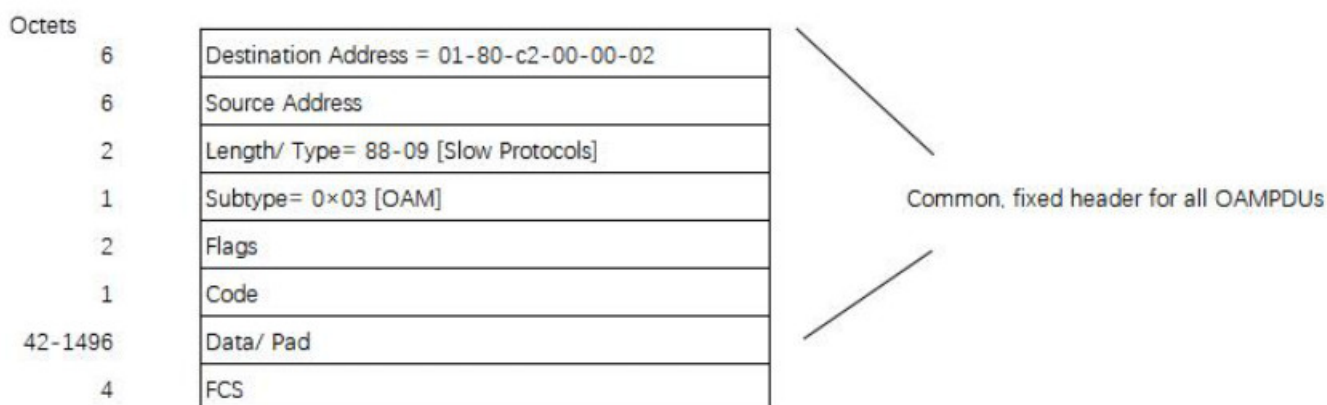 Octets
6 Destination Address = 01-80-c2-00-00-02
6 Source Address
2 Length/ Type= 88-09 [Slow Protocols]
1 Subtype= 0×03 [OAM]
Common, fixed header for all OAMPDUs
2 Flags
1 Code
42-1496 Data/ Pad
4 FCS